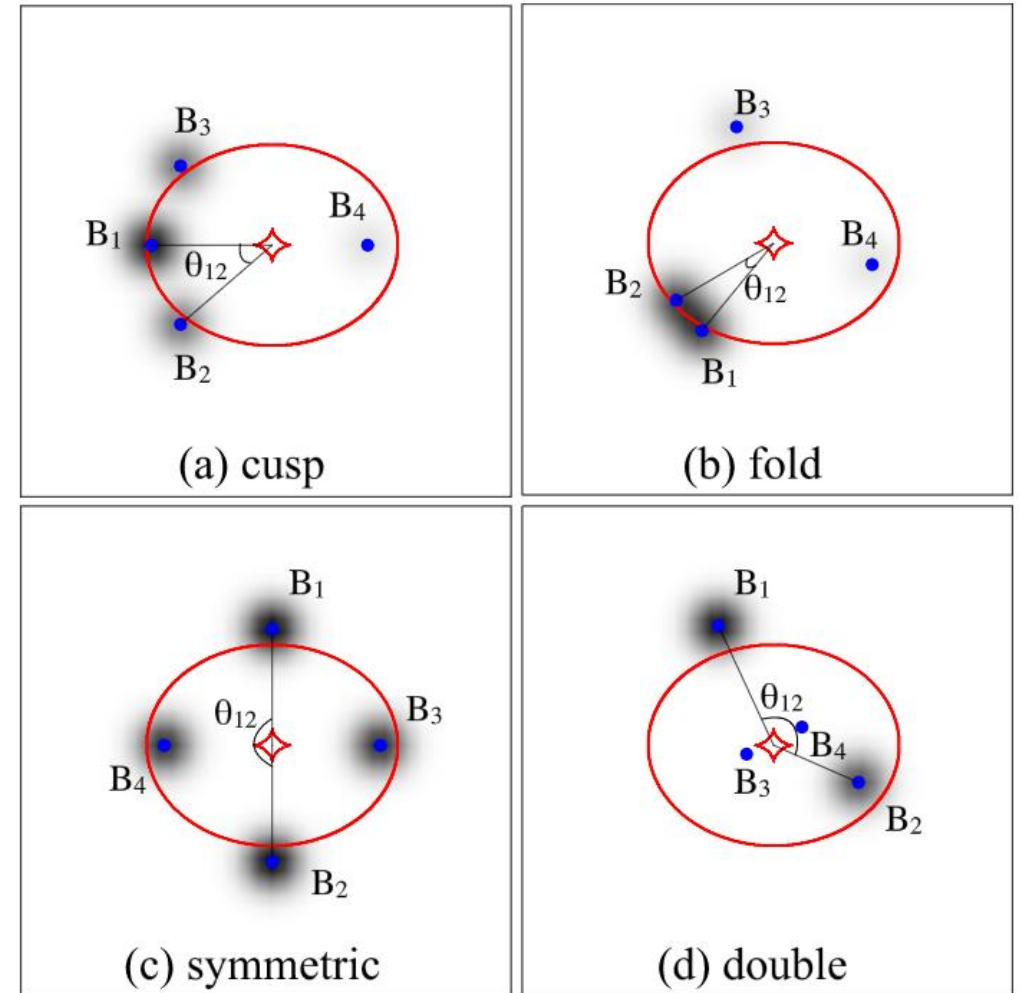 B₃
B₁
θ₁₂
B₄
B₂
(a) cusp
B₃
B₄
B₂
θ₁₂
B₁
(b) fold
B₁
θ₁₂
B₃
B₄
B₂
(c) symmetric
B₁
θ₁₂
B₄
B₃
B₂
(d) double